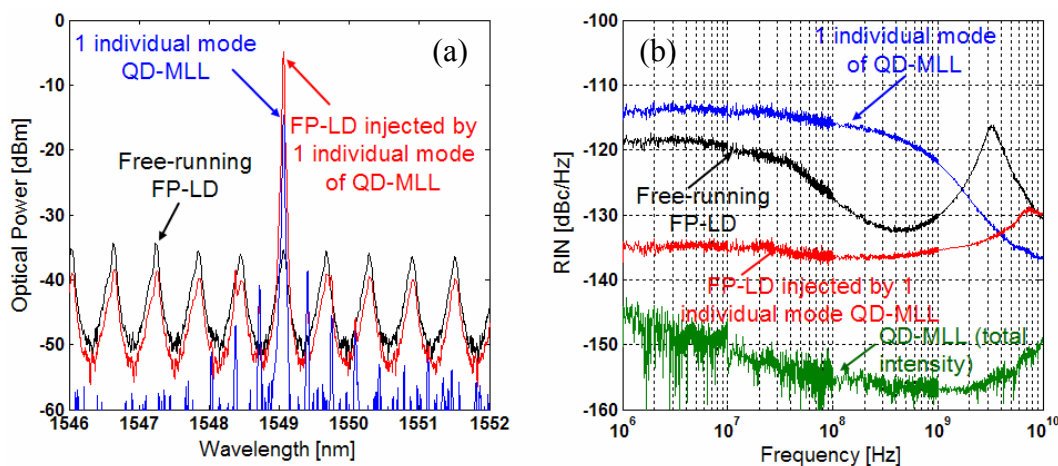 (a)
1 individual mode
QD-MLL
FP-LD injected by
1 individual mode
of QD-MLL
Free-running
FP-LD
Optical Power [dBm]
0
-10
-20
-30
-40
-50
-60
1546 1547 1548 1549 1550 1551 1552
Wavelength [nm]
(b)
1 individual mode
of QD-MLL
Free-running
FP-LD
FP-LD injected by 1
individual mode QD-MLL
QD-MLL (total
intensity)
RIN [dBc/Hz]
-100
-110
-120
-130
-140
-150
-160
10^6 10^7 10^8 10^9 10^10
Frequency [Hz]